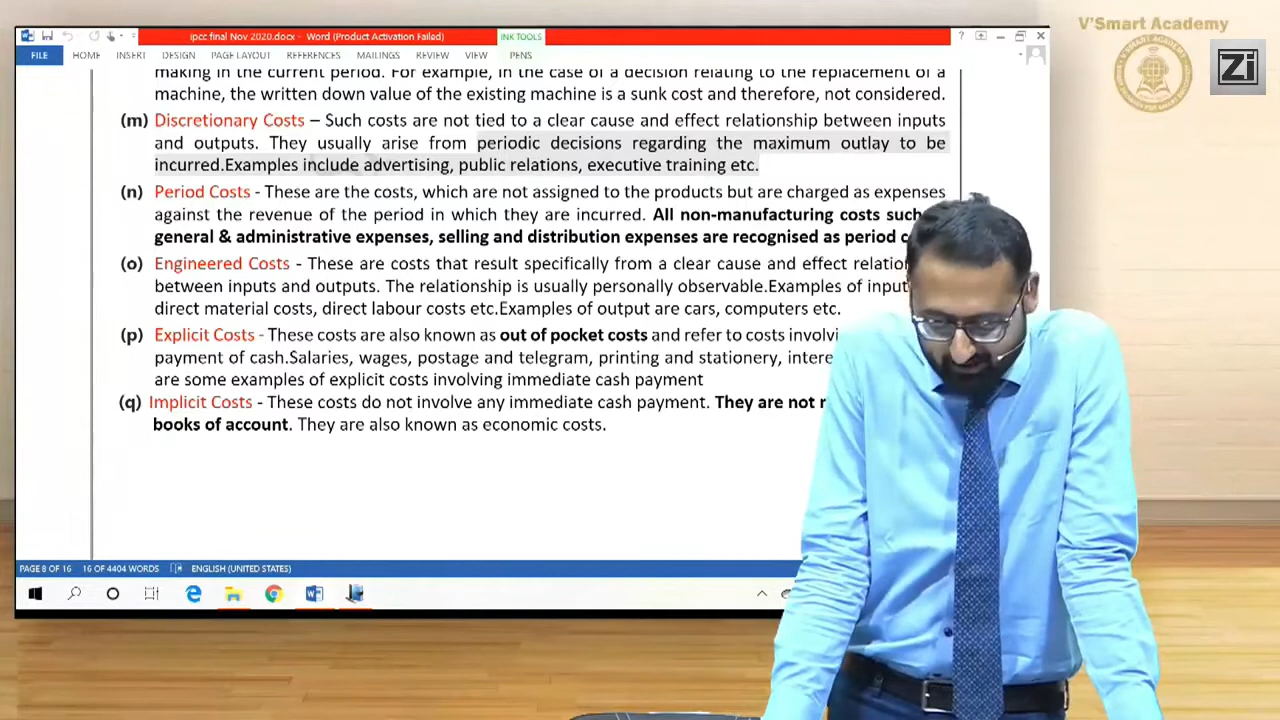 V'Smart Academy
Zi
ipcc final Nov 2020.docx - Word (Product Activation Failed)
INK TOOLS
FILE HOME INSERT DESIGN PAGE LAYOUT REFERENCES MAILINGS REVIEW VIEW PENS
making in the current period. For example, in the case of a decision relating to the replacement of a
machine, the written down value of the existing machine is a sunk cost and therefore, not considered.
(m) Discretionary Costs – Such costs are not tied to a clear cause and effect relationship between inputs
and outputs. They usually arise from periodic decisions regarding the maximum outlay to be
incurred.Examples include advertising, public relations, executive training etc.
(n) Period Costs - These are the costs, which are not assigned to the products but are charged as expenses
against the revenue of the period in which they are incurred. All non-manufacturing costs such
general & administrative expenses, selling and distribution expenses are recognised as period
(o) Engineered Costs - These are costs that result specifically from a clear cause and effect
between inputs and outputs. The relationship is usually personally observable.Examples of
direct material costs, direct labour costs etc.Examples of output are cars, computers etc.
(p) Explicit Costs - These costs are also known as out of pocket costs and refer to costs
payment of cash.Salaries, wages, postage and telegram, printing and stationery,
are some examples of explicit costs involving immediate cash payment
(q) Implicit Costs - These costs do not involve any immediate cash payment. They are not
books of account. They are also known as economic costs.
PAGE 8 OF 16 16 OF 4404 WORDS ENGLISH (UNITED STATES)